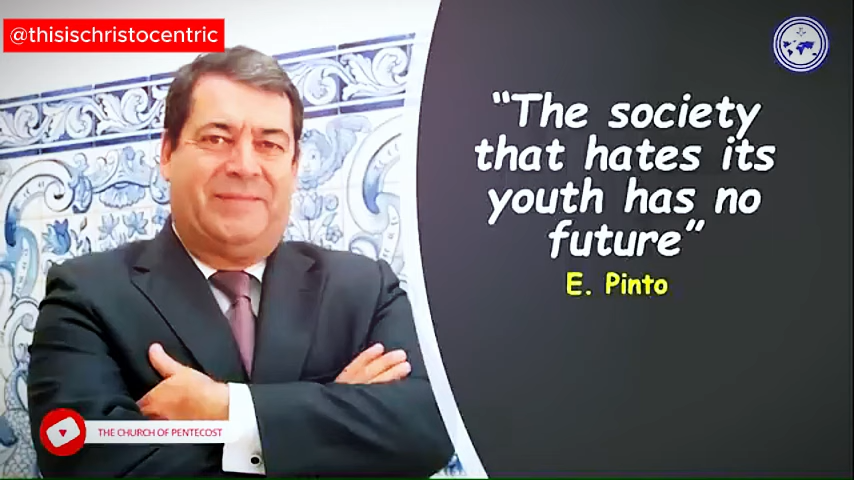 @thisischristocentric
“The society
that hates its
youth has no
future”
E. Pinto
THE CHURCH OF PENTECOST